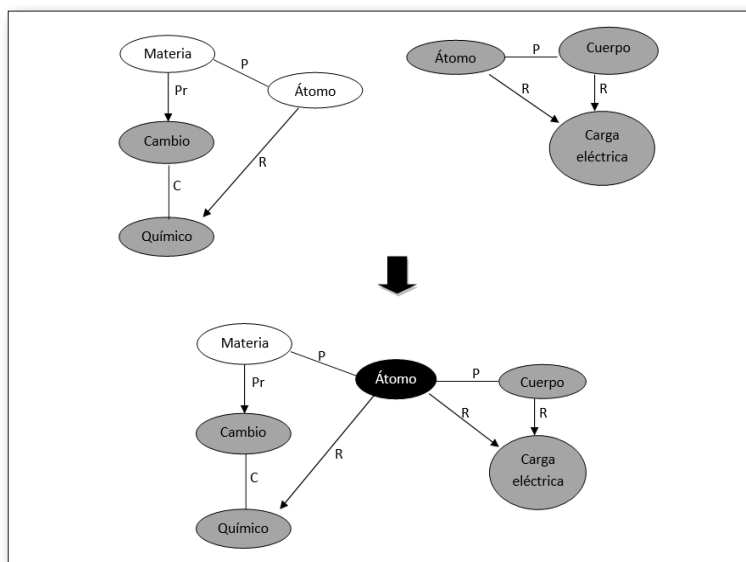 Materia
P
Átomo
Pr
Cambio
R
C
Químico
Átomo
P
Cuerpo
R
R
Carga
eléctrica
Materia
P
Átomo
P
Cuerpo
Pr
R
R
Cambio
R
Carga
eléctrica
C
Químico